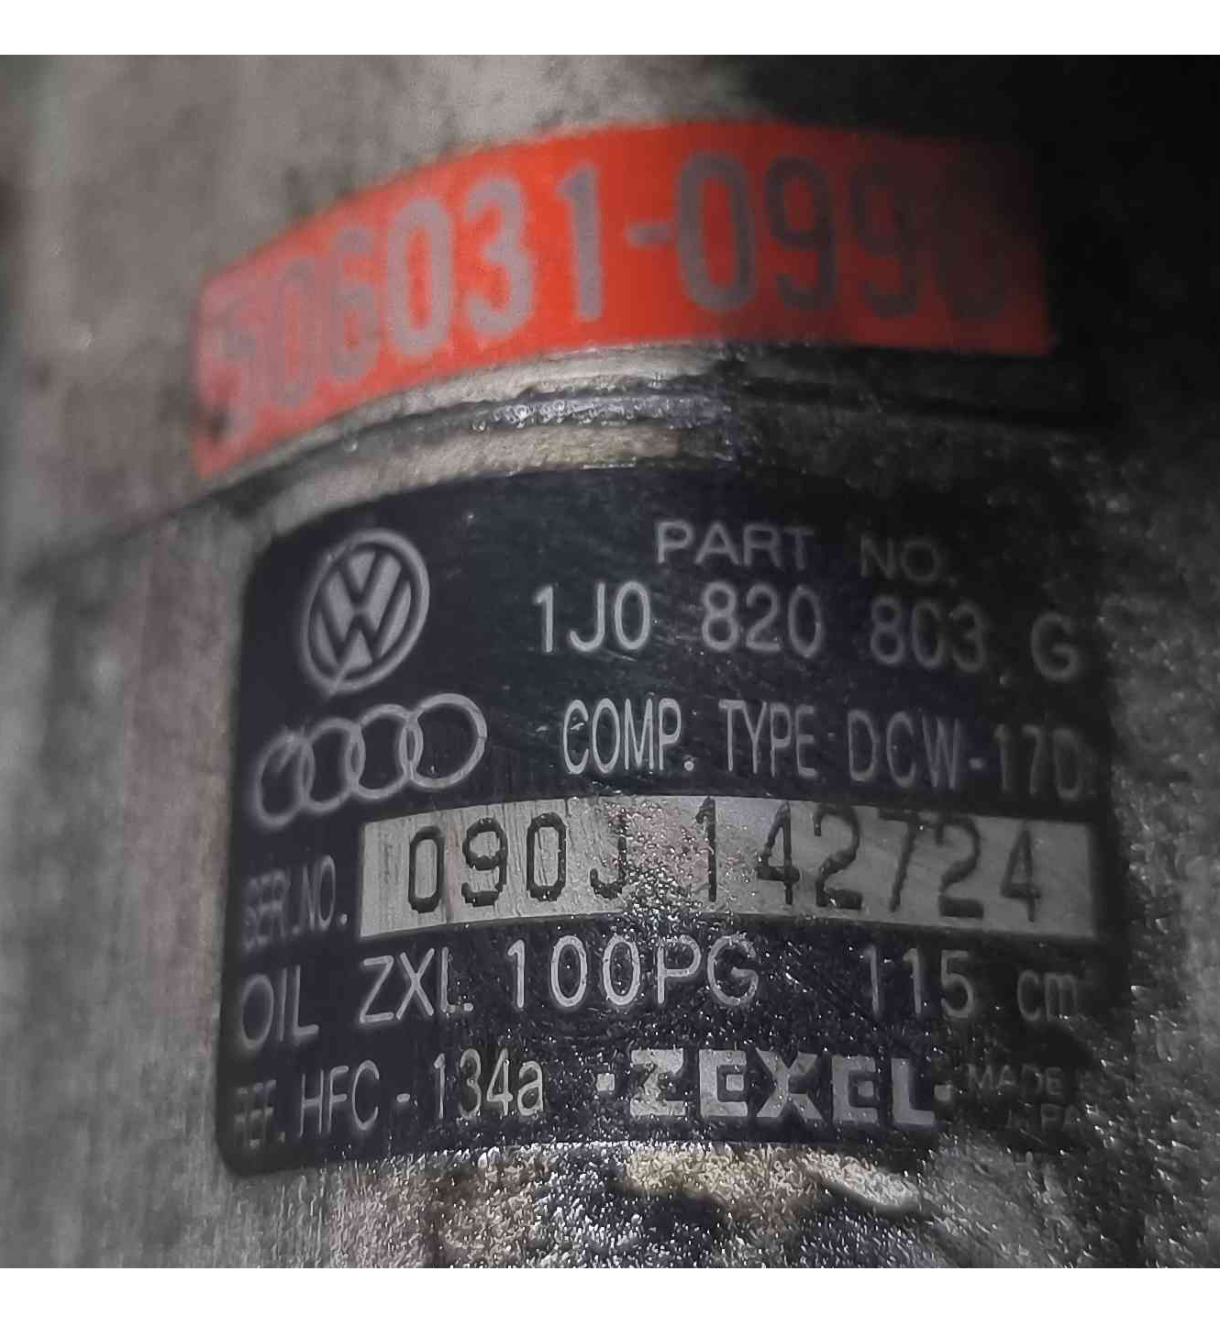 506031-099
PART NO.
1J0 820 803 G
COMP. TYPE DCW-17D
SER.NO. 090J 142724
OIL ZXL 100PG 115 cm
REF. HFC-134a ZEXEL MADE